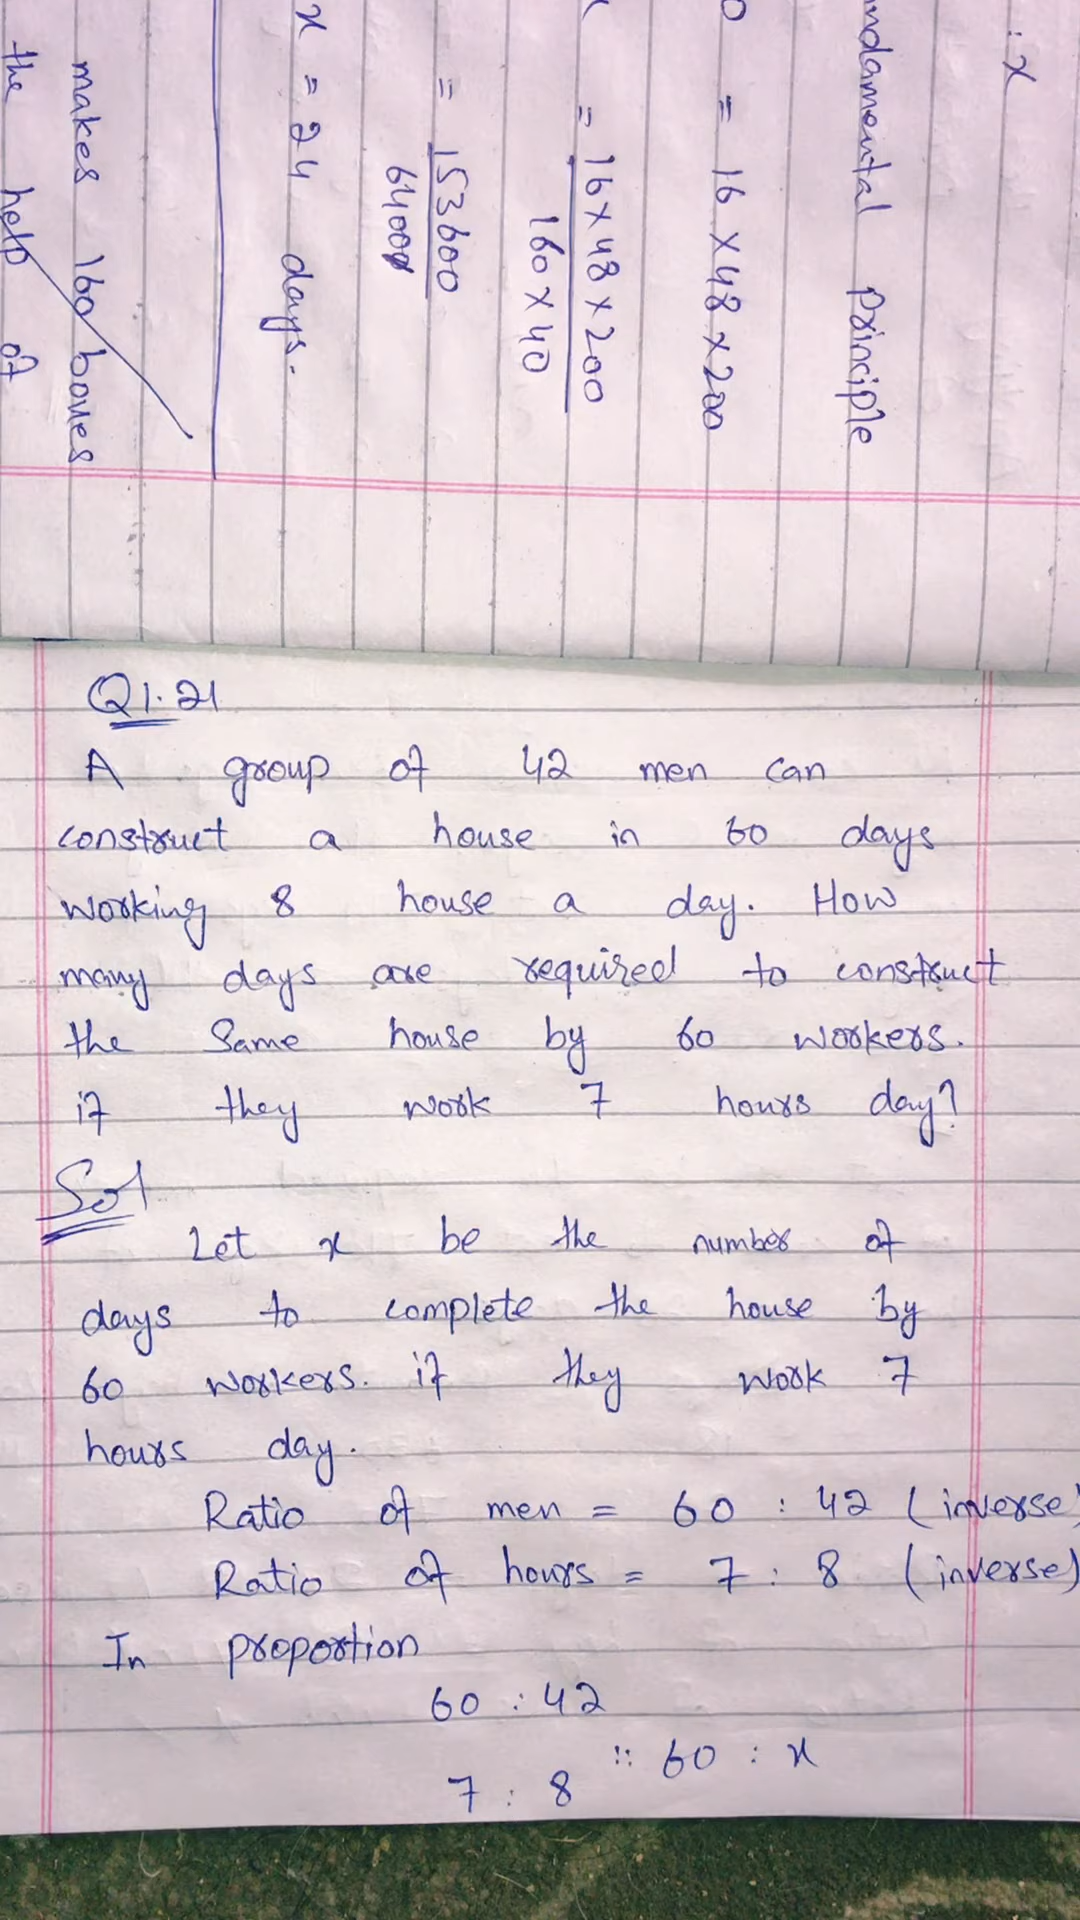 : x
ndamental Principle
= 16 × 48 × 200
= 16 × 48 × 200
160 × 40
= 153600
6400
x = 24 days.
makes 160 boxes
the help of
Q1.21
A group of 42 men can
construct a house in 60 days
working 8 house a day. How
many days are required to construct
the same house by 60 workers.
if they work 7 hours day?
Sol
Let x be the number of
days to complete the house by
60 workers. if they work 7
hours day.
Ratio of men = 60 : 42 (inverse)
Ratio of hours = 7 : 8 (inverse)
In proportion
60 : 42
:: 60 : x
7 : 8